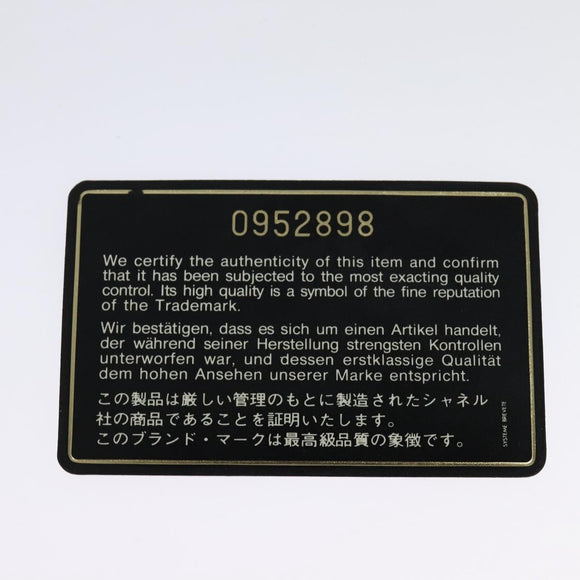 0952898
We certify the authenticity of this item and confirm
that it has been subjected to the most exacting quality
control. Its high quality is a symbol of the fine reputation
of the Trademark.
Wir bestätigen, dass es sich um einen Artikel handelt,
der während seiner Herstellung strengsten Kontrollen
unterworfen war, und dessen erstklassige Qualität
dem hohen Ansehen unserer Marke entspricht.
この製品は厳しい管理のもとに製造されたシャネル
社の商品であることを証明いたします。
このブランド・マークは最高級品質の象徴です。
SYSTEME BREVETE